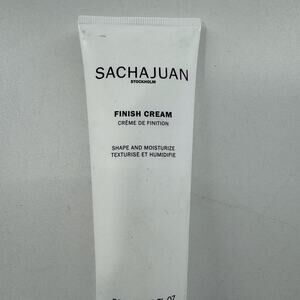 SACHAJUAN
STOCKHOLM
FINISH CREAM
CRÈME DE FINITION
SHAPE AND MOISTURIZE
TEXTURISE ET HUMIDIFIE